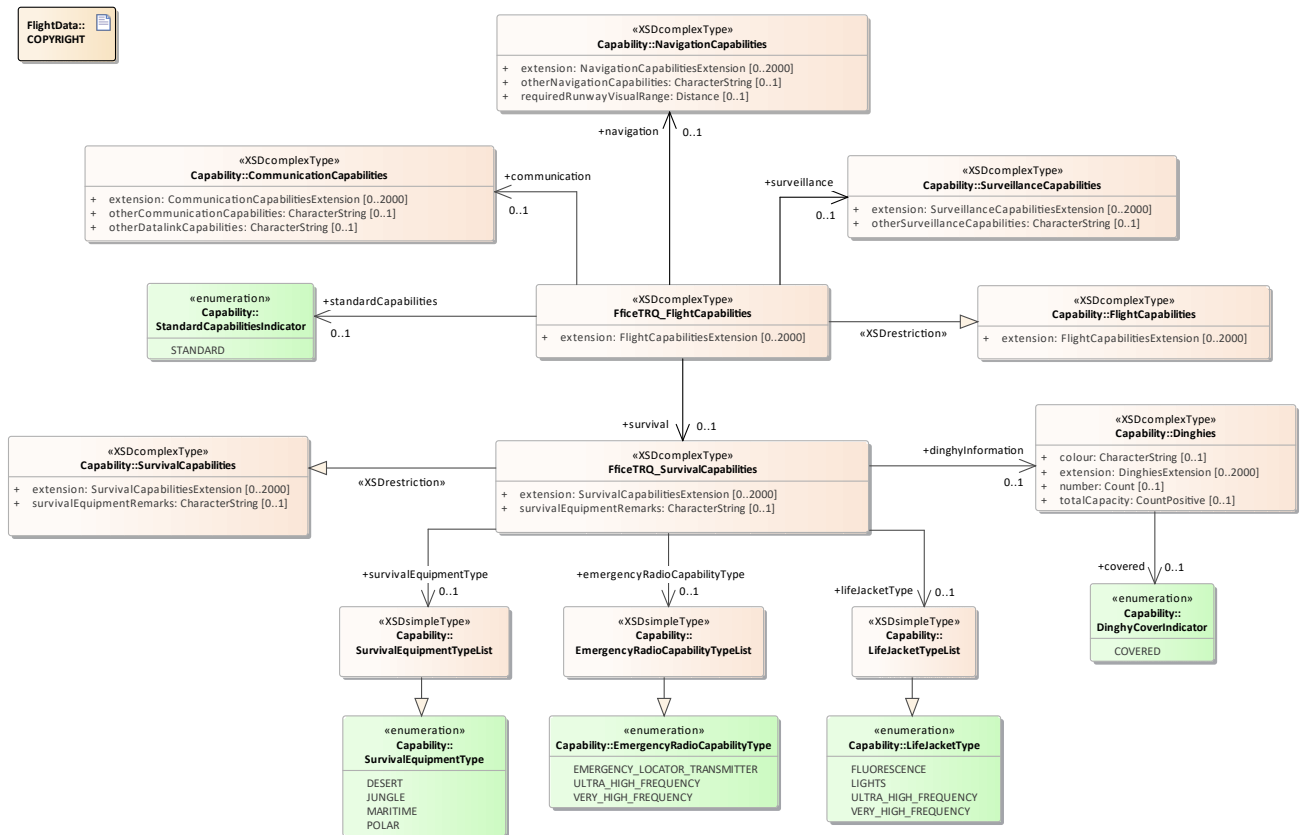 FlightData::
COPYRIGHT
«XSDcomplexType»
Capability::NavigationCapabilities
+ extension: NavigationCapabilitiesExtension [0..2000]
+ otherNavigationCapabilities: CharacterString [0..1]
+ requiredRunwayVisualRange: Distance [0..1]
+navigation 0..1
«XSDcomplexType»
Capability::CommunicationCapabilities
+ extension: CommunicationCapabilitiesExtension [0..2000]
+ otherCommunicationCapabilities: CharacterString [0..1]
+ otherDatalinkCapabilities: CharacterString [0..1]
+communication
0..1
+surveillance
0..1
«XSDcomplexType»
Capability::SurveillanceCapabilities
+ extension: SurveillanceCapabilitiesExtension [0..2000]
+ otherSurveillanceCapabilities: CharacterString [0..1]
«enumeration»
Capability::
StandardCapabilitiesIndicator
STANDARD
+standardCapabilities
0..1
«XSDcomplexType»
FficeTRQ_FlightCapabilities
+ extension: FlightCapabilitiesExtension [0..2000]
«XSDrestriction»
«XSDcomplexType»
Capability::FlightCapabilities
+ extension: FlightCapabilitiesExtension [0..2000]
+survival 0..1
«XSDcomplexType»
Capability::SurvivalCapabilities
+ extension: SurvivalCapabilitiesExtension [0..2000]
+ survivalEquipmentRemarks: CharacterString [0..1]
«XSDrestriction»
«XSDcomplexType»
FficeTRQ_SurvivalCapabilities
+ extension: SurvivalCapabilitiesExtension [0..2000]
+ survivalEquipmentRemarks: CharacterString [0..1]
+dinghyInformation
0..1
«XSDcomplexType»
Capability::Dinghies
+ colour: CharacterString [0..1]
+ extension: DinghiesExtension [0..2000]
+ number: Count [0..1]
+ totalCapacity: CountPositive [0..1]
+covered 0..1
«enumeration»
Capability::
DinghyCoverIndicator
COVERED
+survivalEquipmentType
0..1
+emergencyRadioCapabilityType
0..1
+lifeJacketType 0..1
«XSDsimpleType»
Capability::
SurvivalEquipmentTypeList
«XSDsimpleType»
Capability::
EmergencyRadioCapabilityTypeList
«XSDsimpleType»
Capability::
LifeJacketTypeList
«enumeration»
Capability::
SurvivalEquipmentType
DESERT
JUNGLE
MARITIME
POLAR
«enumeration»
Capability::EmergencyRadioCapabilityType
EMERGENCY_LOCATOR_TRANSMITTER
ULTRA_HIGH_FREQUENCY
VERY_HIGH_FREQUENCY
«enumeration»
Capability::LifeJacketType
FLUORESCENCE
LIGHTS
ULTRA_HIGH_FREQUENCY
VERY_HIGH_FREQUENCY